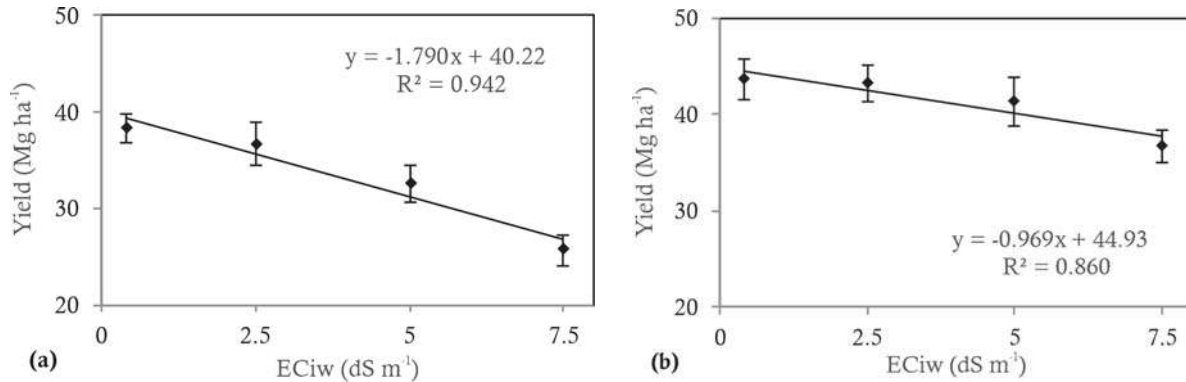 50
40
30
20
Yield (Mg ha⁻¹)
y = -1.790x + 40.22
R² = 0.942
0 2.5 5 7.5
(a)
ECiw (dS m⁻¹)
50
40
30
20
Yield (Mg ha⁻¹)
y = -0.969x + 44.93
R² = 0.860
0 2.5 5 7.5
(b)
ECiw (dS m⁻¹)